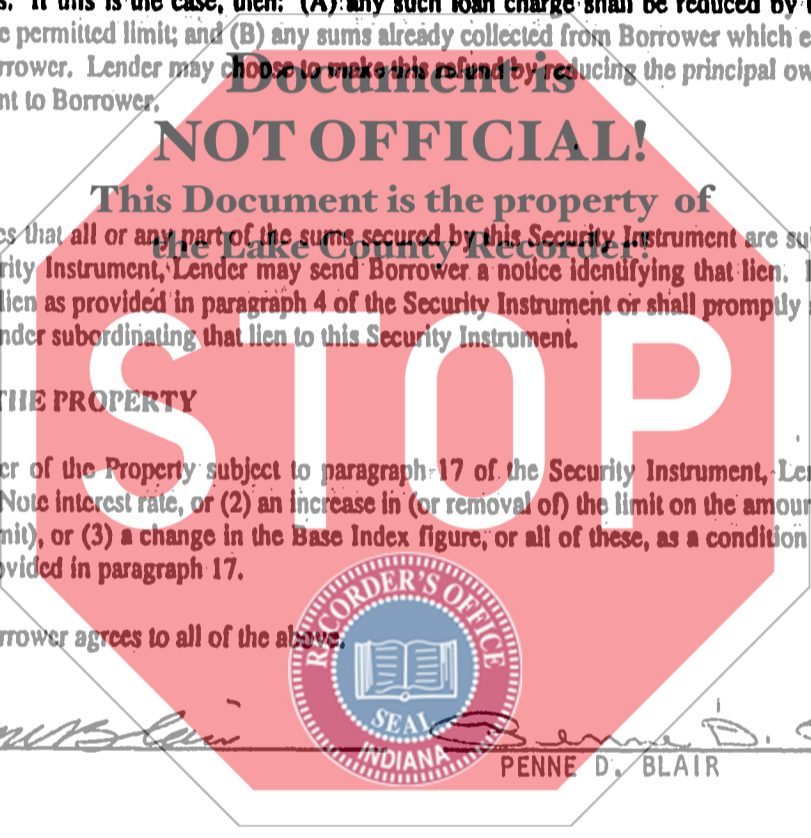 s. If this is the case, then: (A) any such loan charge shall be reduced by
e permitted limit; and (B) any sums already collected from Borrower which e
rrower. Lender may choose to make this refund by reducing the principal ow
nt to Borrower.
Document is
NOT OFFICIAL!
This Document is the property of
the Lake County Recorder!
es that all or any part of the sums secured by this Security Instrument are su
rity Instrument, Lender may send Borrower a notice identifying that lien.
lien as provided in paragraph 4 of the Security Instrument or shall promptly
nder subordinating that lien to this Security Instrument.
STOP
THE PROPERTY
er of the Property subject to paragraph 17 of the Security Instrument, Le
Note interest rate, or (2) an increase in (or removal of) the limit on the amou
mit), or (3) a change in the Base Index figure, or all of these, as a condition
ovided in paragraph 17.
rrower agrees to all of the above.
RECORDER'S OFFICE
SEAL
INDIANA
Blair
Penne D.
PENNE D. BLAIR